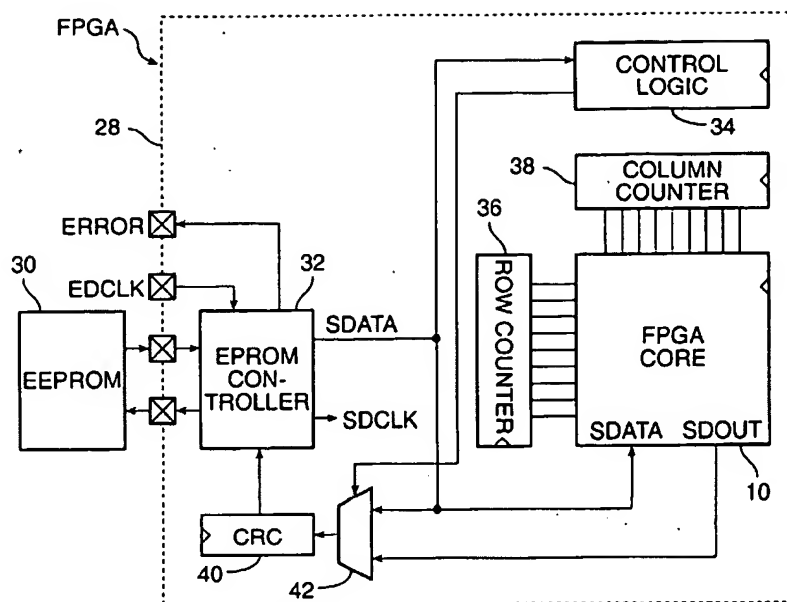 FPGA
CONTROL
LOGIC
34
28
38
COLUMN
COUNTER
ERROR
36
30
EDCLK
32
ROW COUNTER
SDATA
FPGA
CORE
EEPROM
EPROM
CON-
TROLLER
SDCLK
SDATA SDOUT
10
CRC
40
42